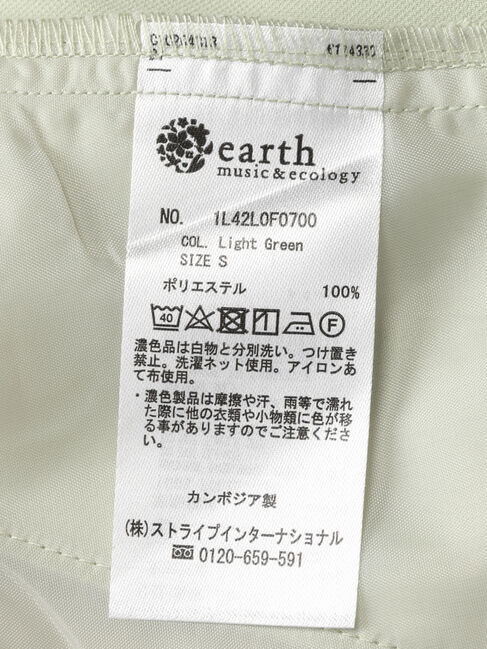 earth
music&ecology
NO. 1L42L0F0700
COL. Light Green
SIZE S
ポリエステル 100%
40 F
濃色品は白物と分別洗い。つけ置き
禁止。洗濯ネット使用。アイロンあ
て布使用。
・濃色製品は摩擦や汗、雨等で濡れ
た際に他の衣類や小物類に色が移
る事がありますのでご注意くださ
い。
カンボジア製
(株)ストライプインターナショナル
0120-659-591